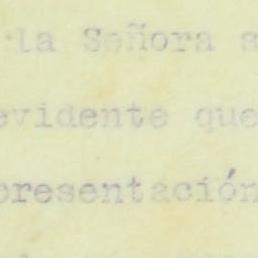 la Señora s
evidente que
presentación